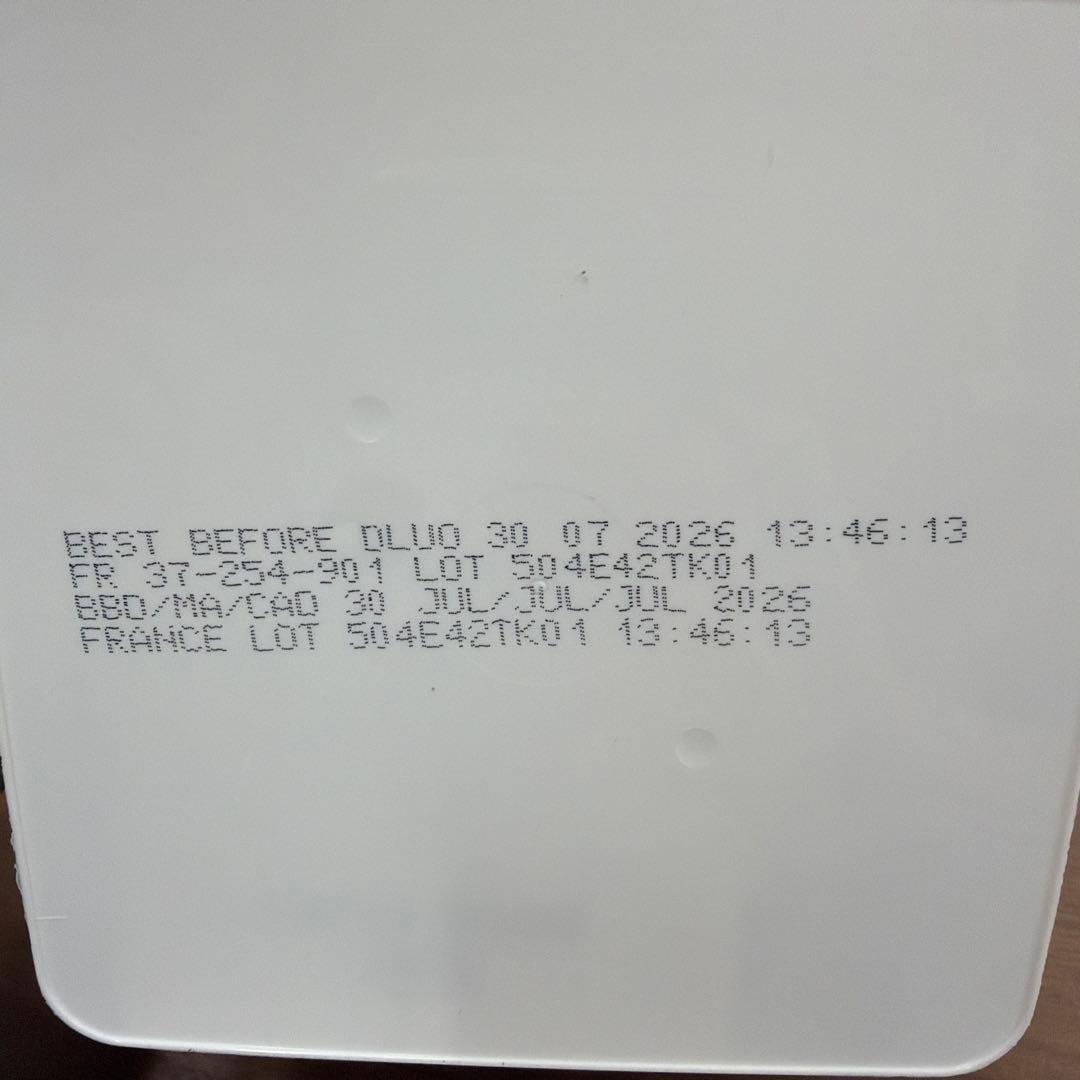 BEST BEFORE DLUO 30 07 2026 13:46:13
FR 37-254-901 LOT 504E42TK01
BBD/MA/CAD 30 JUL/JUL/JUL 2026
FRANCE LOT 504E42TK01 13:46:13